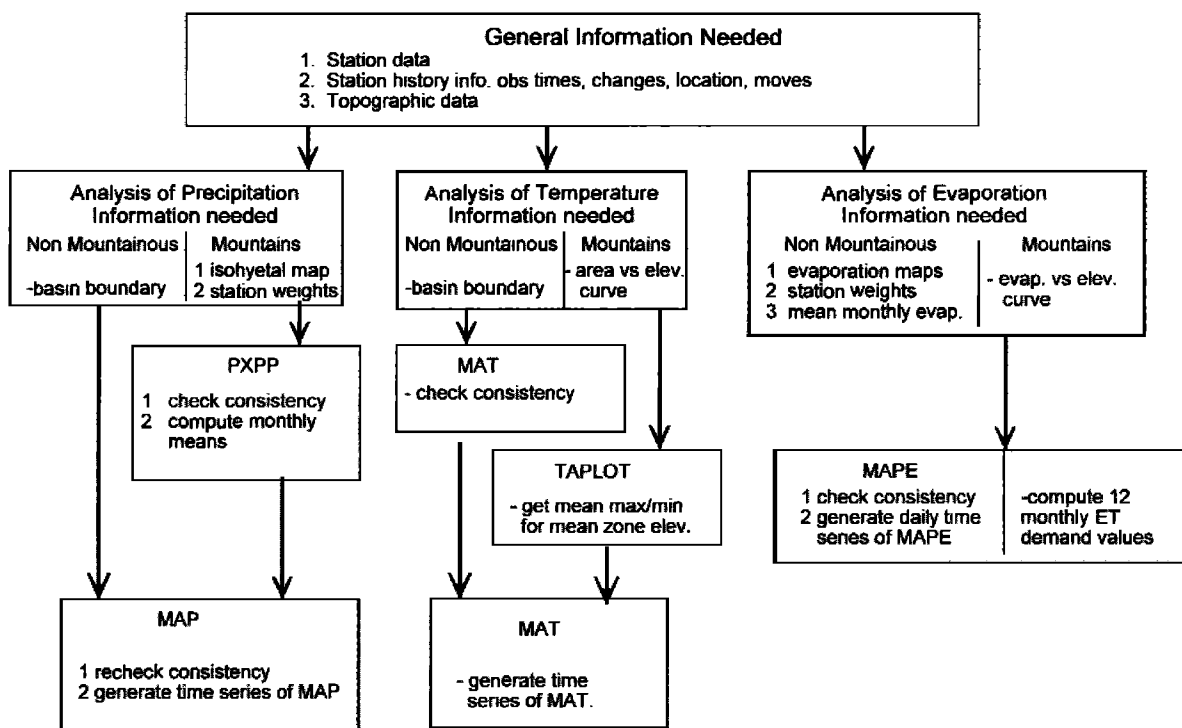 General Information Needed
1. Station data
2. Station history info. obs times, changes, location, moves
3. Topographic data
Analysis of Precipitation
Information needed
Non Mountainous
-basin boundary
Mountains
1 isohyetal map
2 station weights
Analysis of Temperature
Information needed
Non Mountainous
-basin boundary
Mountains
- area vs elev.
curve
Analysis of Evaporation
Information needed
Non Mountainous
1 evaporation maps
2 station weights
3 mean monthly evap.
Mountains
- evap. vs elev.
curve
PXPP
1 check consistency
2 compute monthly
means
MAT
- check consistency
TAPLOT
- get mean max/min
for mean zone elev.
MAPE
1 check consistency
2 generate daily time
series of MAPE
-compute 12
monthly ET
demand values
MAP
1 recheck consistency
2 generate time series of MAP
MAT
- generate time
series of MAT.